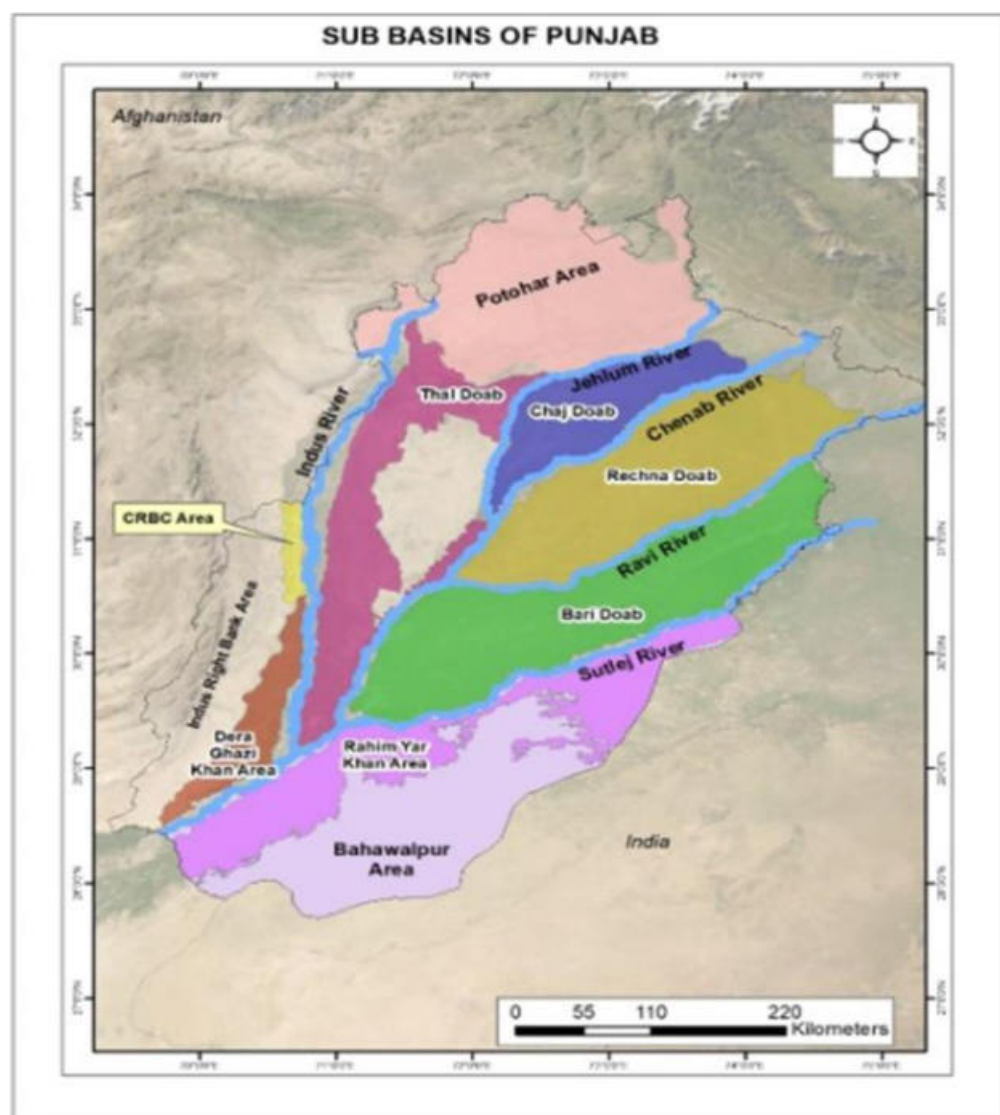 SUB BASINS OF PUNJAB
Afghanistan
N
S
Potohar Area
Jehlum River
Thal Doab
Chaj Doab
Chenab River
Indus River
Rechna Doab
CRBC Area
Ravi River
Bari Doab
Indus Right Bank Area
Sutlej River
Dera
Ghazi
Khan Area
Rahim Yar
Khan Area
Bahawalpur
Area
India
0 55 110 220
Kilometers